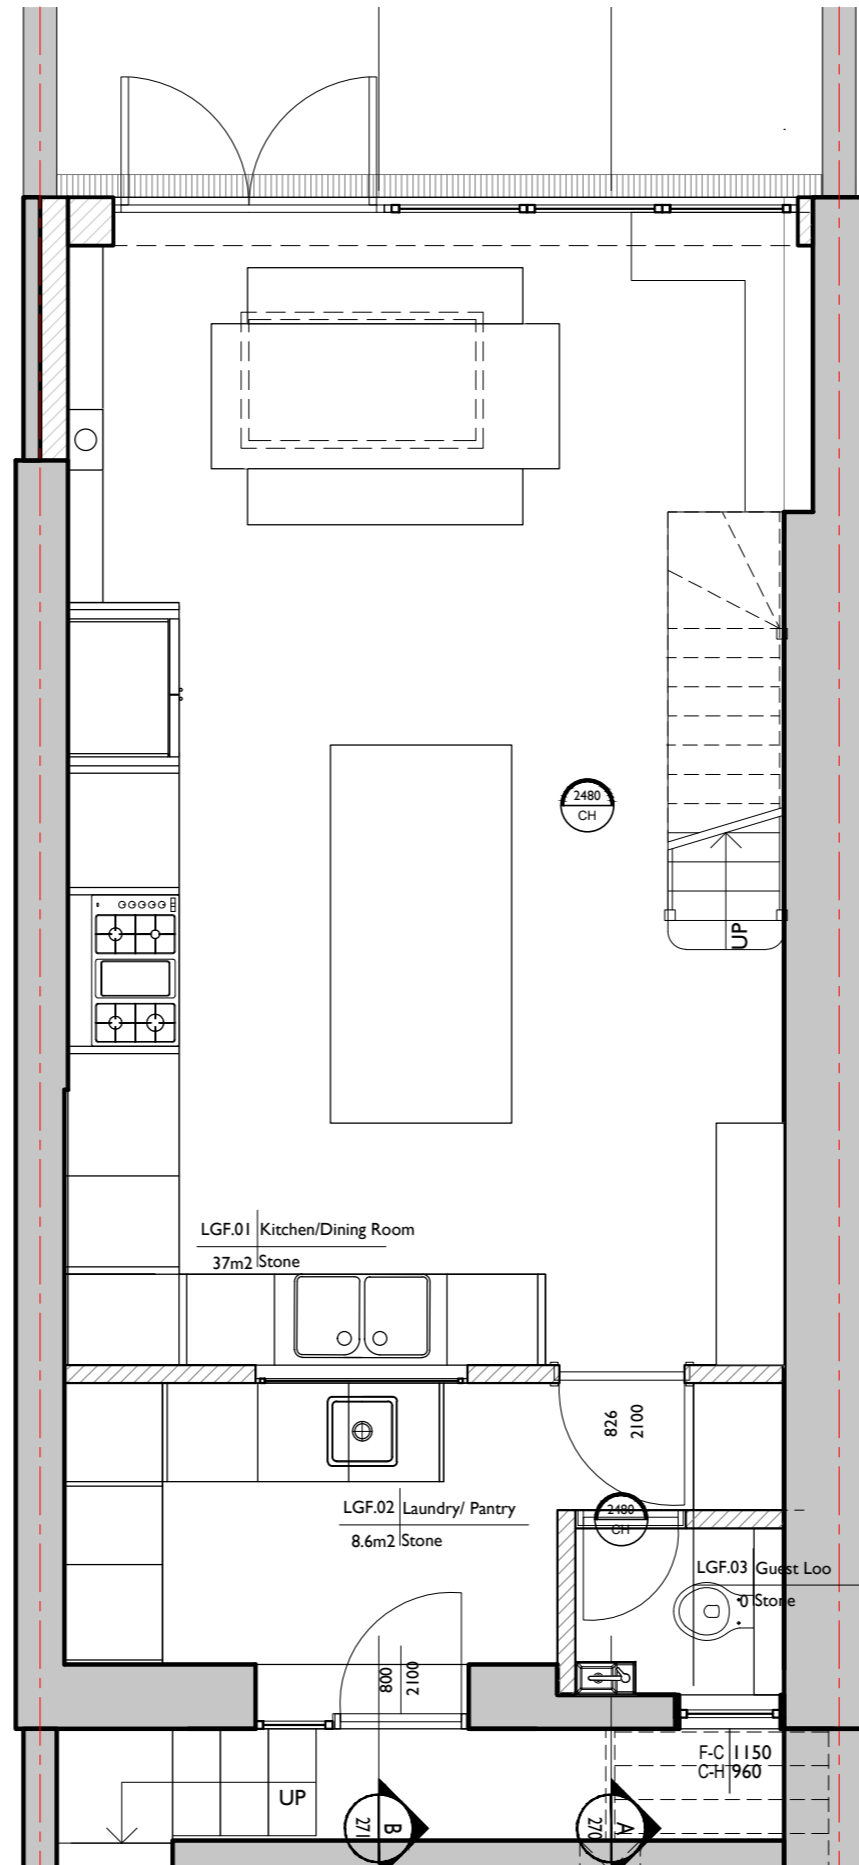 2480
CH
UP
LGF.01 Kitchen/Dining Room
37m2 Stone
826
2100
LGF.02 Laundry/ Pantry
8.6m2 Stone
2480
CH
LGF.03 Guest Loo
0 Stone
800
2100
F-C 1150
C-H 960
UP
B
271
A
270